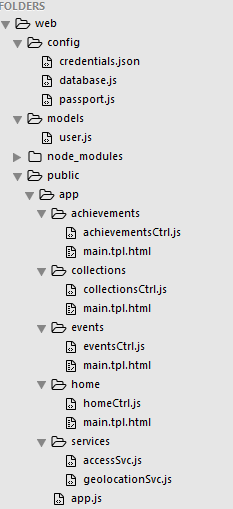 FOLDERS
web
config
credentials.json
database.js
passport.js
models
user.js
node_modules
public
app
achievements
achievementsCtrl.js
main.tpl.html
collections
collectionsCtrl.js
main.tpl.html
events
eventsCtrl.js
main.tpl.html
home
homeCtrl.js
main.tpl.html
services
accessSvc.js
geolocationSvc.js
app.js